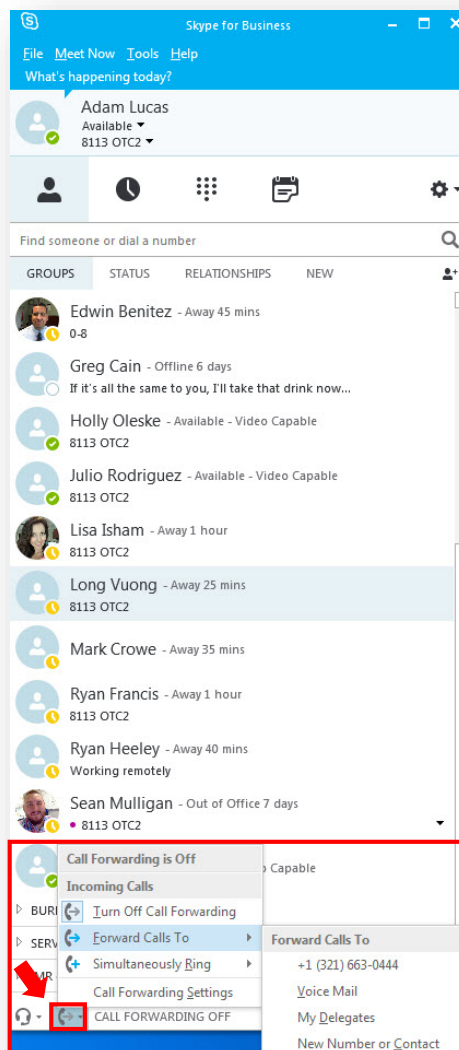 Skype for Business
File Meet Now Tools Help
What's happening today?
Adam Lucas
Available
8113 OTC2
Find someone or dial a number
GROUPS STATUS RELATIONSHIPS NEW
Edwin Benitez - Away 45 mins
0-8
Greg Cain - Offline 6 days
If it's all the same to you, I'll take that drink now...
Holly Oleske - Available - Video Capable
8113 OTC2
Julio Rodriguez - Available - Video Capable
8113 OTC2
Lisa Isham - Away 1 hour
8113 OTC2
Long Vuong - Away 25 mins
8113 OTC2
Mark Crowe - Away 35 mins
Ryan Francis - Away 1 hour
8113 OTC2
Ryan Heeley - Away 40 mins
Working remotely
Sean Mulligan - Out of Office 7 days
• 8113 OTC2
Call Forwarding is Off
Capable
Incoming Calls
Turn Off Call Forwarding
Forward Calls To
Simultaneously Ring
Call Forwarding Settings
CALL FORWARDING OFF
Forward Calls To
+1 (321) 663-0444
Voice Mail
My Delegates
New Number or Contact